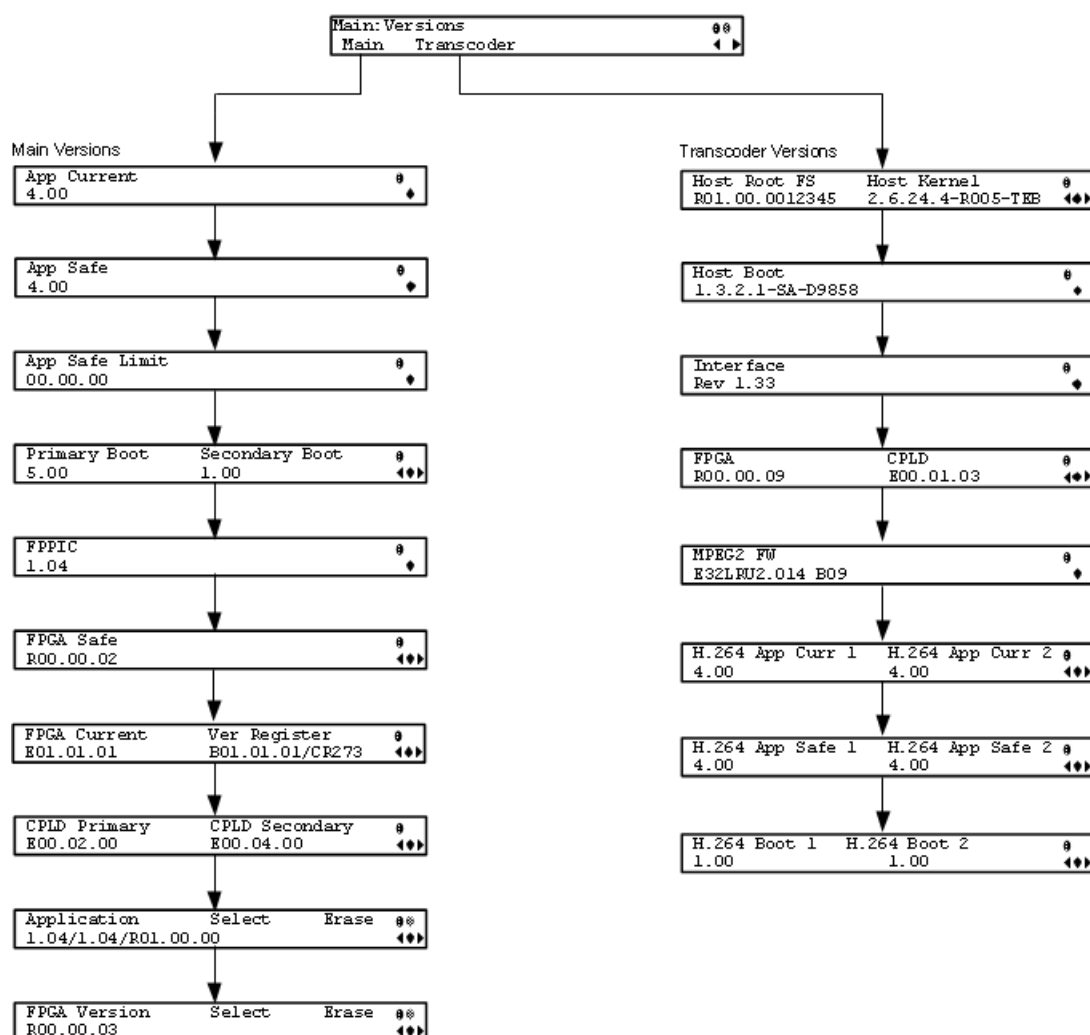 Main:Versions
Main Transcoder
Main Versions
App Current
4.00
App Safe
4.00
App Safe Limit
00.00.00
Primary Boot Secondary Boot
5.00 1.00
FPPIC
1.04
FPGA Safe
R00.00.02
FPGA Current Ver Register
E01.01.01 B01.01.01/CR273
CPLD Primary CPLD Secondary
E00.02.00 E00.04.00
Application Select Erase
1.04/1.04/R01.00.00
FPGA Version Select Erase
R00.00.03
Transcoder Versions
Host Root FS Host Kernel
R01.00.0012345 2.6.24.4-R005-TEB
Host Boot
1.3.2.1-SA-D9858
Interface
Rev 1.33
FPGA CPLD
R00.00.09 E00.01.03
MPEG2 FW
E32LRU2.014 B09
H.264 App Curr 1 H.264 App Curr 2
4.00 4.00
H.264 App Safe 1 H.264 App Safe 2
4.00 4.00
H.264 Boot 1 H.264 Boot 2
1.00 1.00